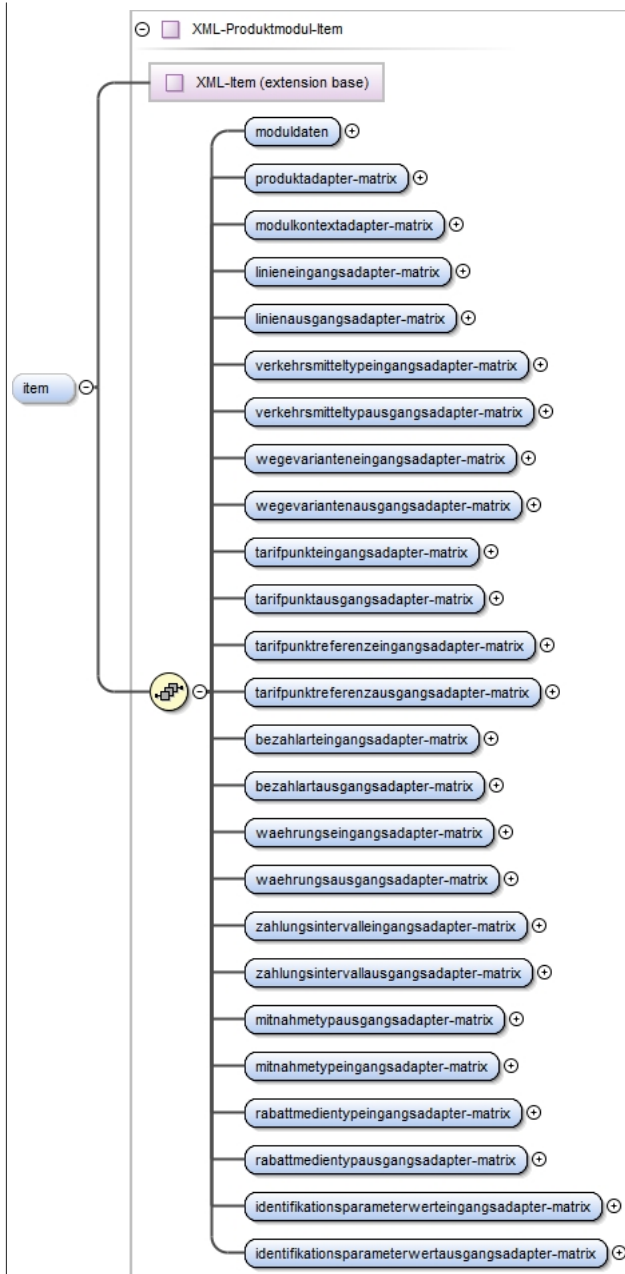 XML-Produktmodul-Item
XML-Item (extension base)
moduldaten
produktadapter-matrix
modulkontextadapter-matrix
linieneingangsadapter-matrix
linienausgangsadapter-matrix
verkehrsmitteltypeingangsadapter-matrix
item
verkehrsmitteltypausgangsadapter-matrix
wegevarianteneingangsadapter-matrix
wegevariantenausgangsadapter-matrix
tarifpunkteingangsadapter-matrix
tarifpunktausgangsadapter-matrix
tarifpunktreferenzeingangsadapter-matrix
tarifpunktreferenzausgangsadapter-matrix
bezahlarteingangsadapter-matrix
bezahlartausgangsadapter-matrix
waehrungseingangsadapter-matrix
waehrungsausgangsadapter-matrix
zahlungsintervalleingangsadapter-matrix
zahlungsintervallausgangsadapter-matrix
mitnahmetypausgangsadapter-matrix
mitnahmetypeingangsadapter-matrix
rabattmedientypeingangsadapter-matrix
rabattmedientypausgangsadapter-matrix
identifikationsparameterwerteingangsadapter-matrix
identifikationsparameterwertausgangsadapter-matrix